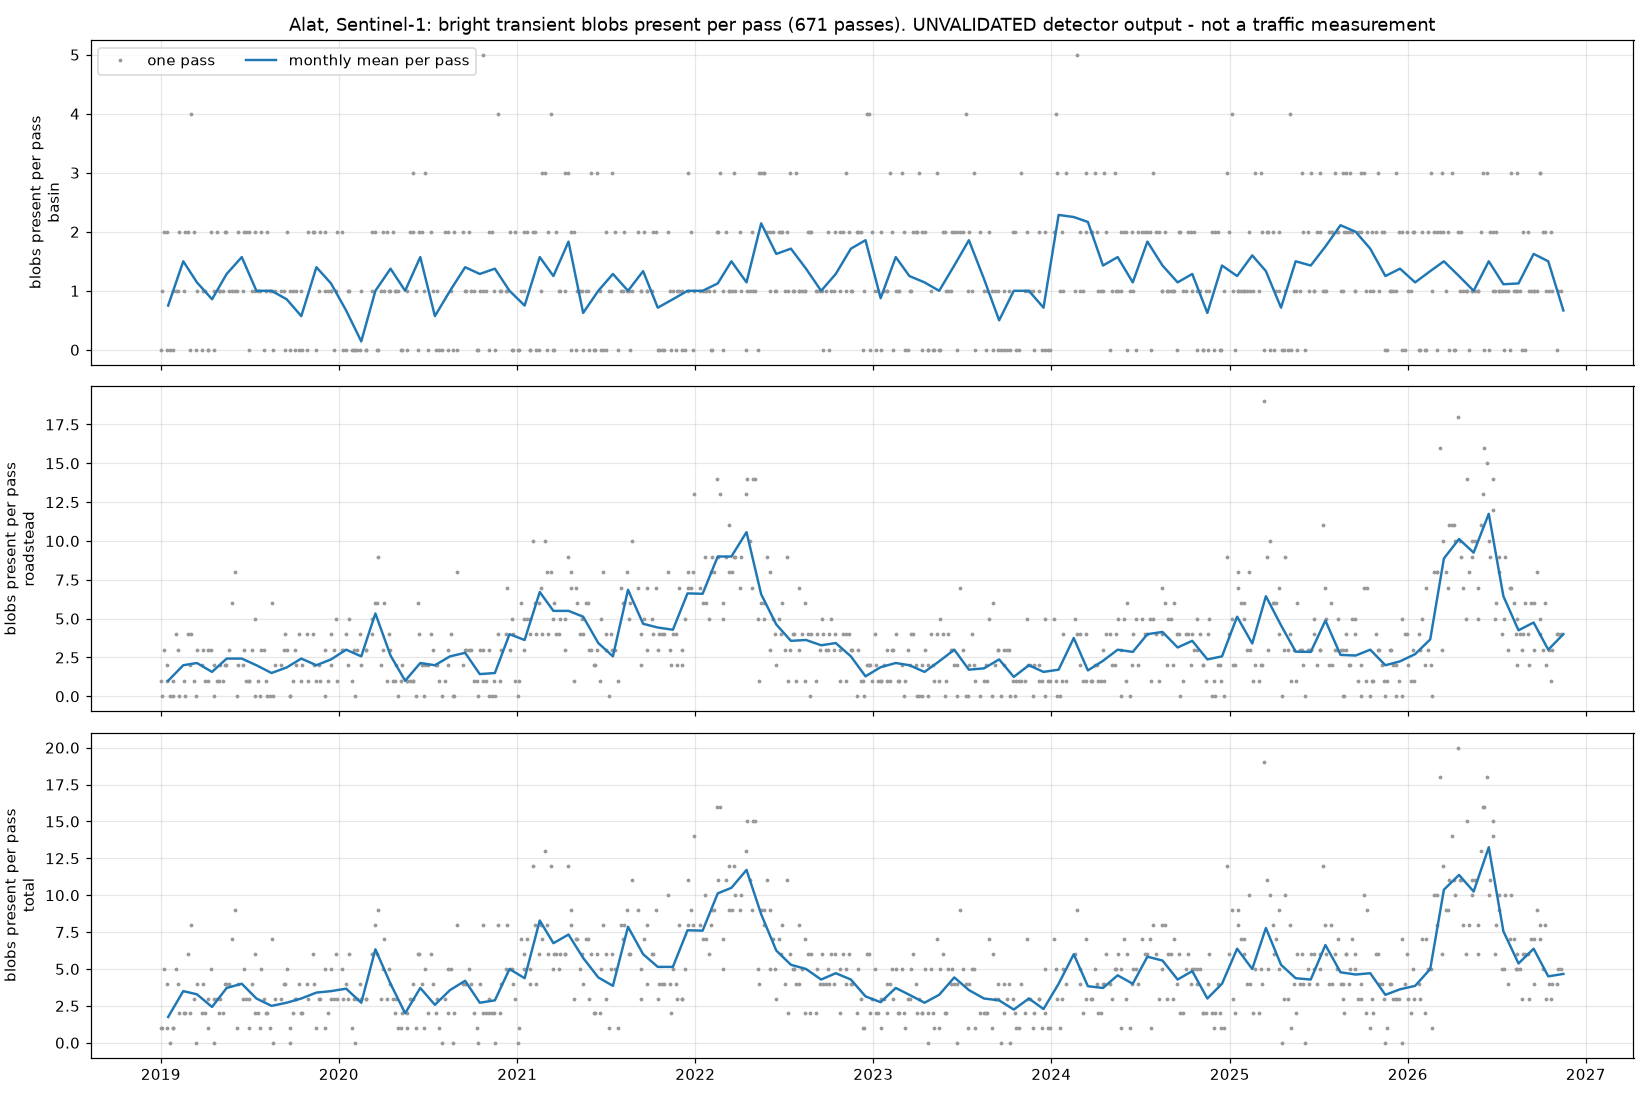 Alat, Sentinel-1: bright transient blobs present per pass (671 passes). UNVALIDATED detector output - not a traffic measurement
one pass
monthly mean per pass
blobs present per pass
basin
5
4
3
2
1
0
blobs present per pass
roadstead
17.5
15.0
12.5
10.0
7.5
5.0
2.5
0.0
blobs present per pass
total
20.0
17.5
15.0
12.5
10.0
7.5
5.0
2.5
0.0
2019 2020 2021 2022 2023 2024 2025 2026 2027